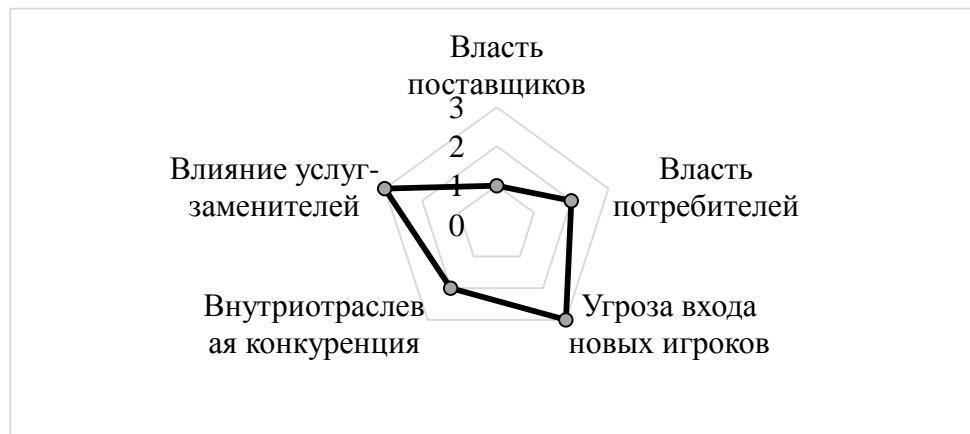 Власть
поставщиков
3
2
1
0
Власть
потребителей
Угроза входа
новых игроков
Внутриотраслев
ая конкуренция
Влияние услуг-
заменителей